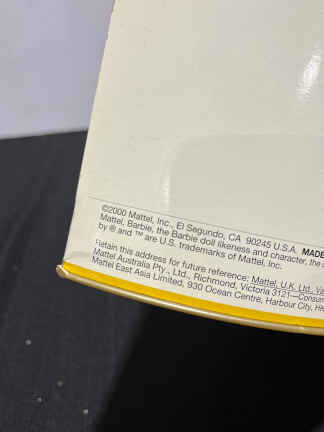 ©2000 Mattel, Inc., El Segundo, CA 90245 U.S.A. MADE
Mattel, Barbie, the Barbie doll likeness and character, the
by ® and ™ are U.S. trademarks of Mattel, Inc.
Retain this address for future reference: Mattel, U.K. Ltd.,
Mattel Australia Pty., Ltd., Richmond, Victoria 3121—Consum
Mattel East Asia Limited, 930 Ocean Centre, Harbour City, HK